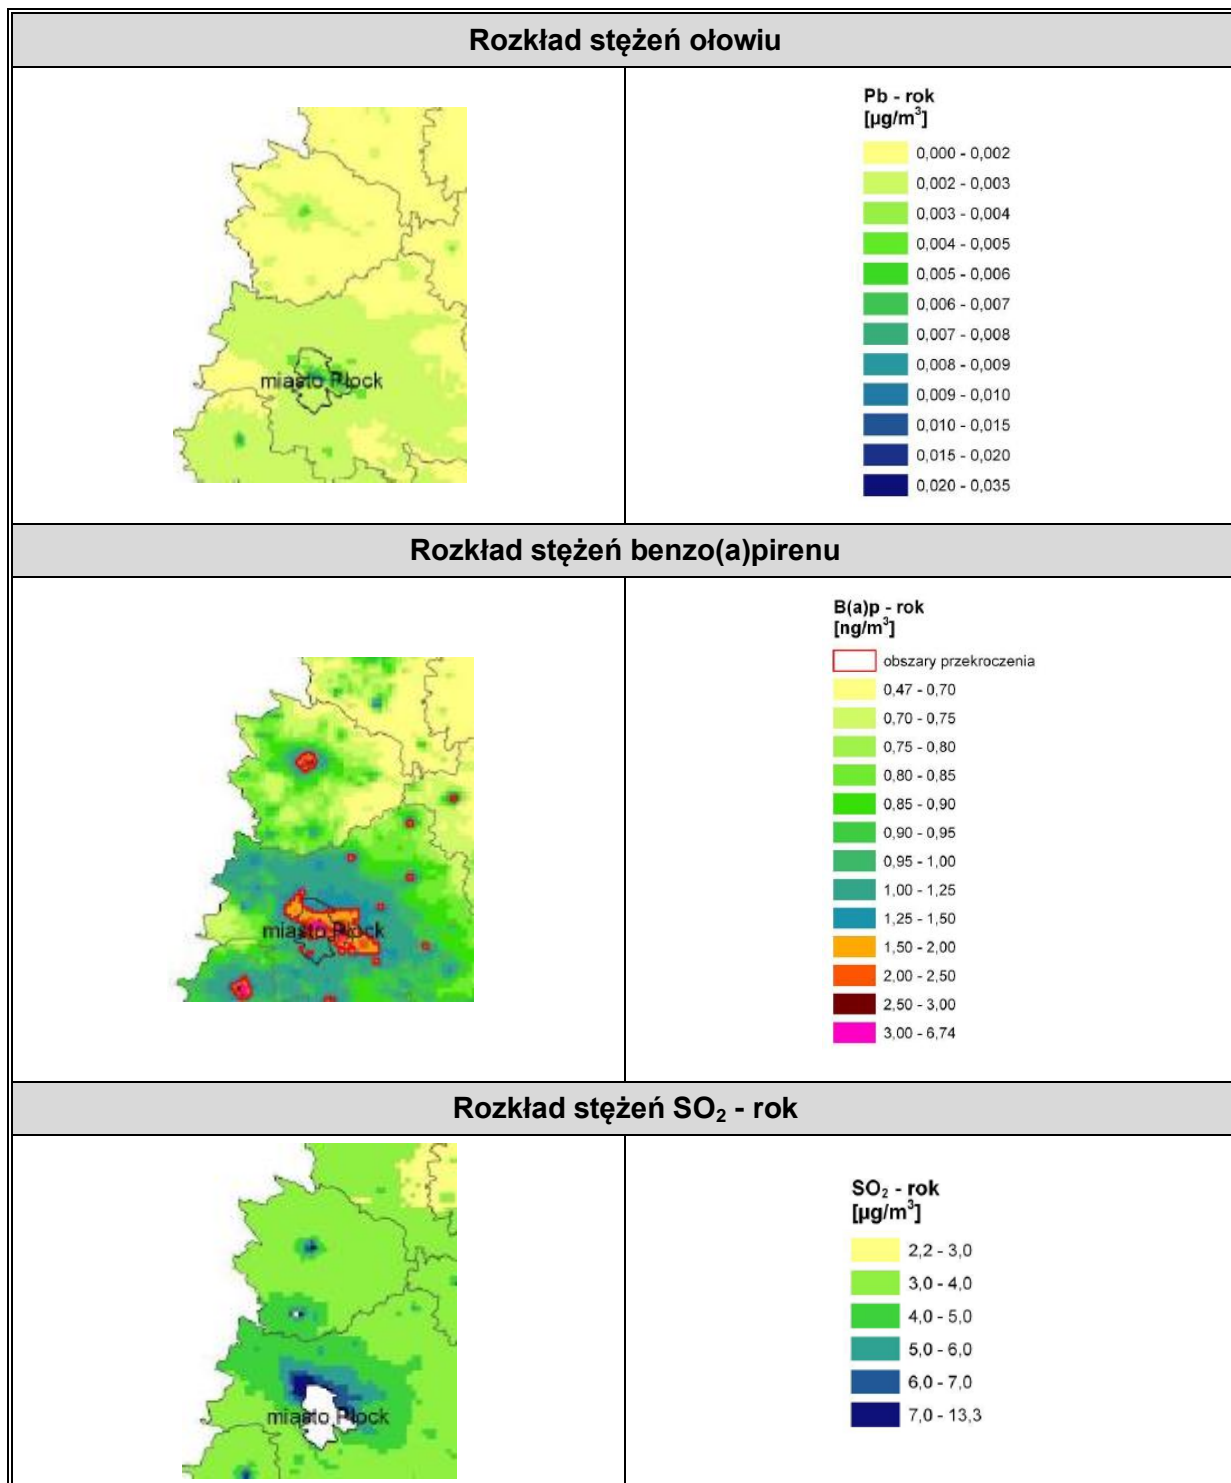 Rozkład stężeń ołowiu
miasto Płock
Pb - rok
[µg/m³]
0,000 - 0,002
0,002 - 0,003
0,003 - 0,004
0,004 - 0,005
0,005 - 0,006
0,006 - 0,007
0,007 - 0,008
0,008 - 0,009
0,009 - 0,010
0,010 - 0,015
0,015 - 0,020
0,020 - 0,035
Rozkład stężeń benzo(a)pirenu
miasto Płock
B(a)p - rok
[ng/m³]
obszary przekroczenia
0,47 - 0,70
0,70 - 0,75
0,75 - 0,80
0,80 - 0,85
0,85 - 0,90
0,90 - 0,95
0,95 - 1,00
1,00 - 1,25
1,25 - 1,50
1,50 - 2,00
2,00 - 2,50
2,50 - 3,00
3,00 - 6,74
Rozkład stężeń SO₂ - rok
miasto Płock
SO₂ - rok
[µg/m³]
2,2 - 3,0
3,0 - 4,0
4,0 - 5,0
5,0 - 6,0
6,0 - 7,0
7,0 - 13,3